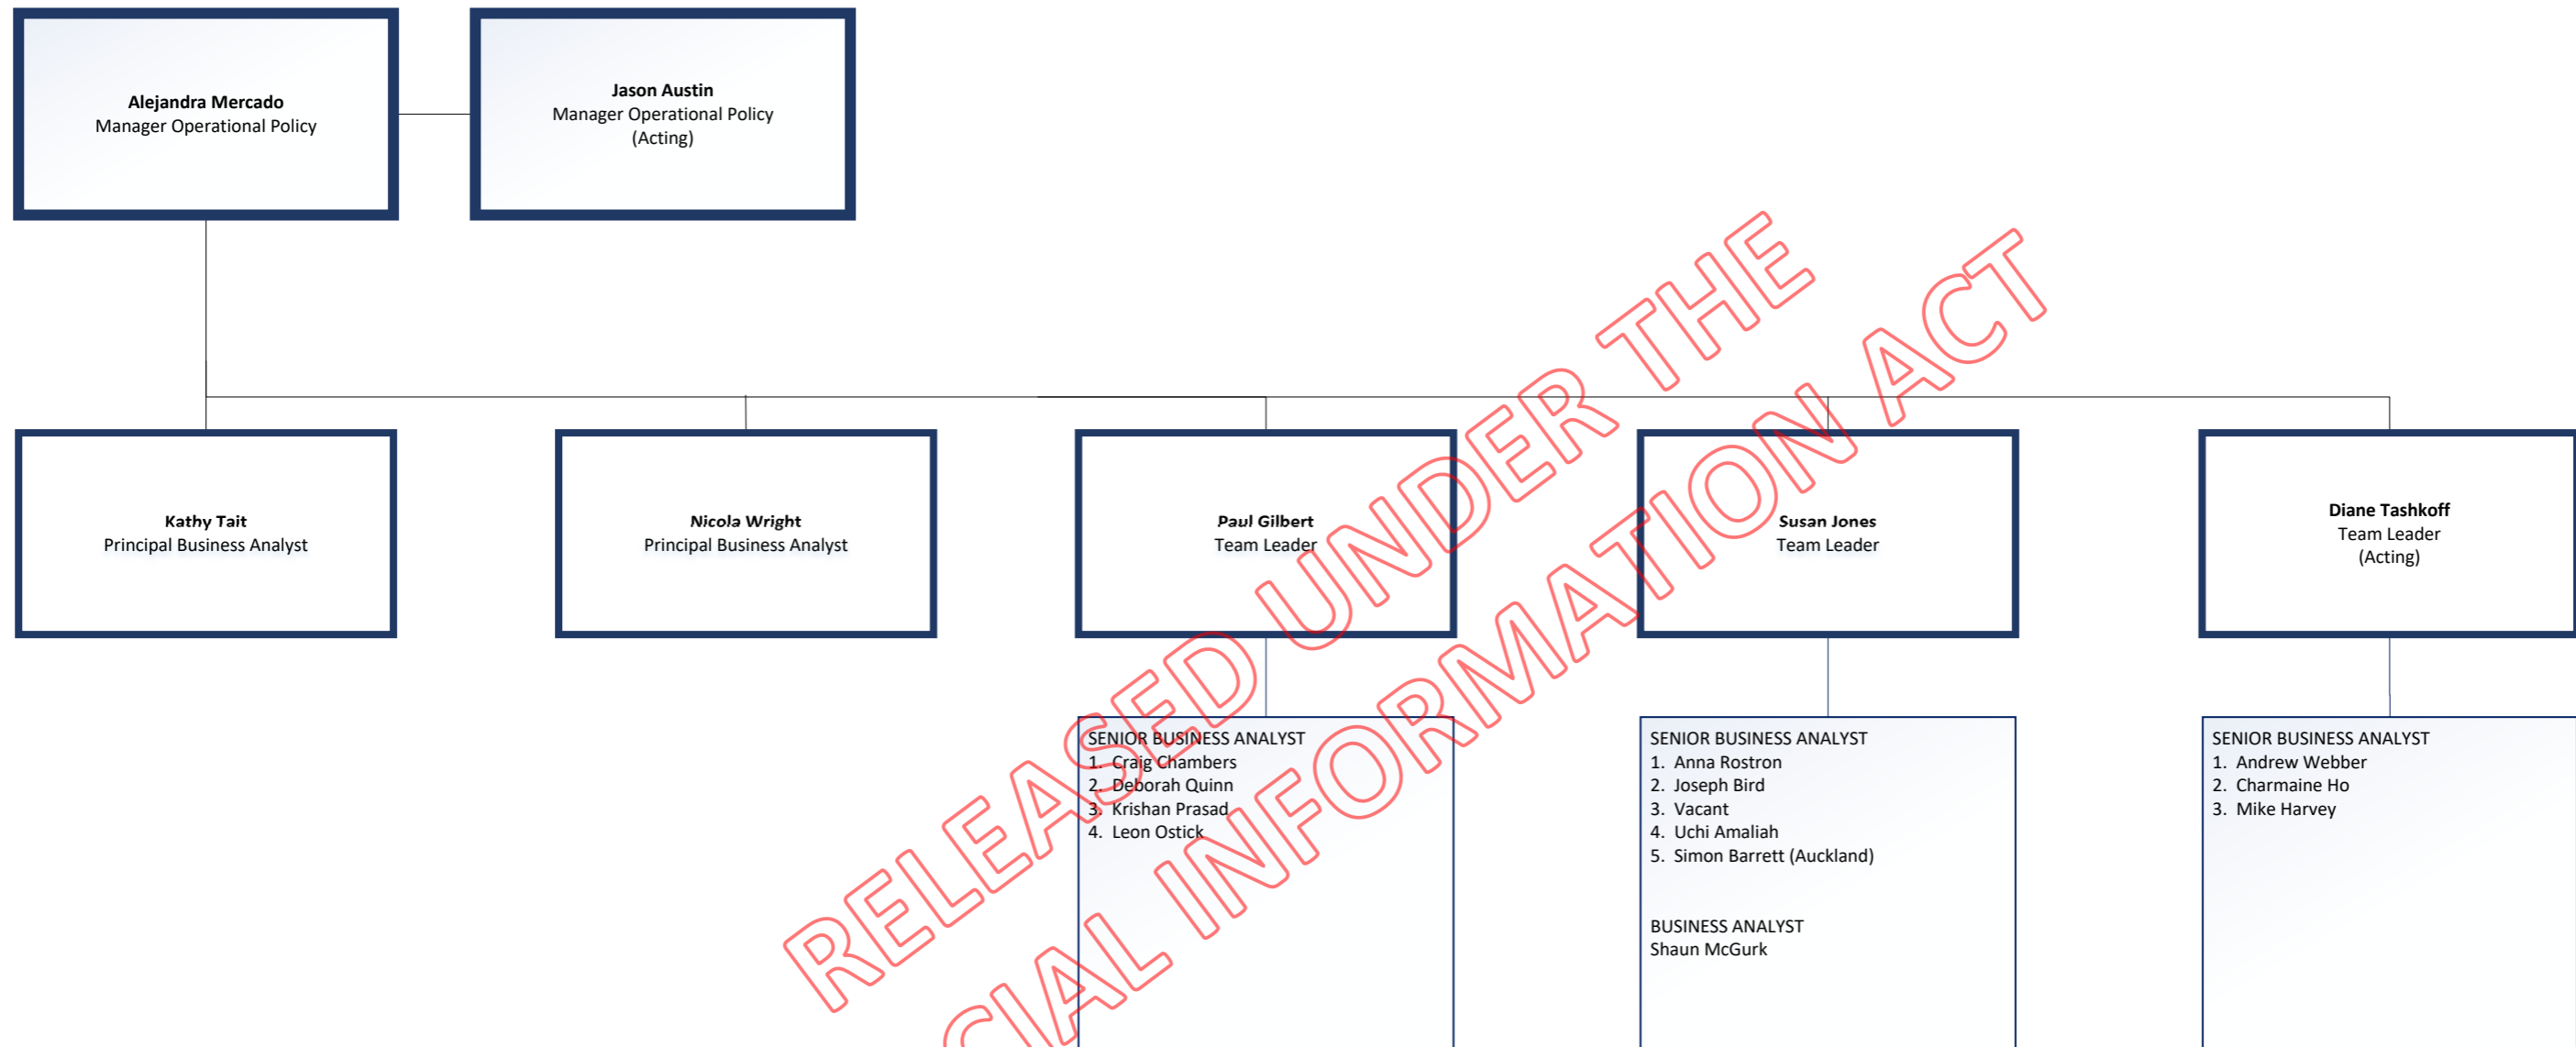 Alejandra Mercado
Manager Operational Policy
Jason Austin
Manager Operational Policy
(Acting)
Kathy Tait
Principal Business Analyst
Nicola Wright
Principal Business Analyst
Paul Gilbert
Team Leader
Susan Jones
Team Leader
Diane Tashkoff
Team Leader
(Acting)
SENIOR BUSINESS ANALYST
1. Craig Chambers
2. Deborah Quinn
3. Krishan Prasad
4. Leon Ostick
SENIOR BUSINESS ANALYST
1. Anna Rostron
2. Joseph Bird
3. Vacant
4. Uchi Amaliah
5. Simon Barrett (Auckland)
BUSINESS ANALYST
Shaun McGurk
SENIOR BUSINESS ANALYST
1. Andrew Webber
2. Charmaine Ho
3. Mike Harvey
RELEASED UNDER THE
CIAL INFORMATION ACT